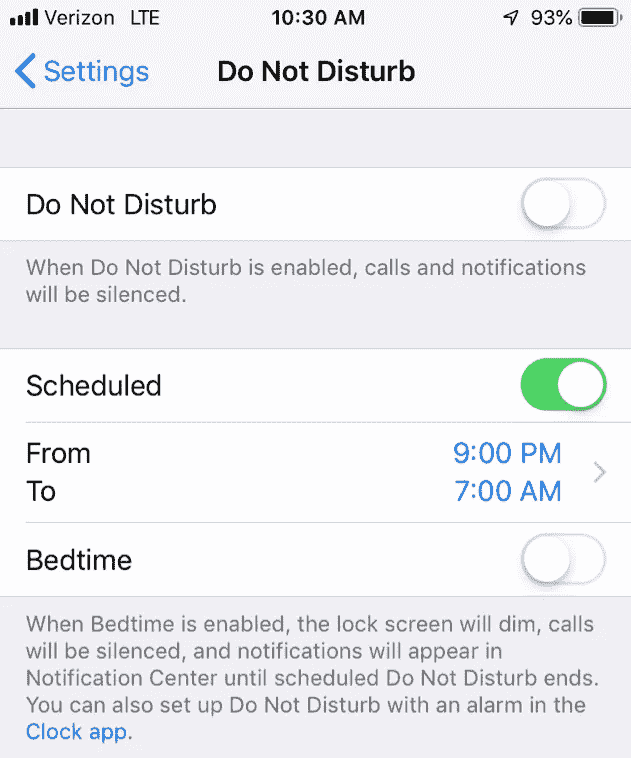 Verizon LTE 10:30 AM 93%
Settings Do Not Disturb
Do Not Disturb
When Do Not Disturb is enabled, calls and notifications
will be silenced.
Scheduled
From 9:00 PM
To 7:00 AM
Bedtime
When Bedtime is enabled, the lock screen will dim, calls
will be silenced, and notifications will appear in
Notification Center until scheduled Do Not Disturb ends.
You can also set up Do Not Disturb with an alarm in the
Clock app.